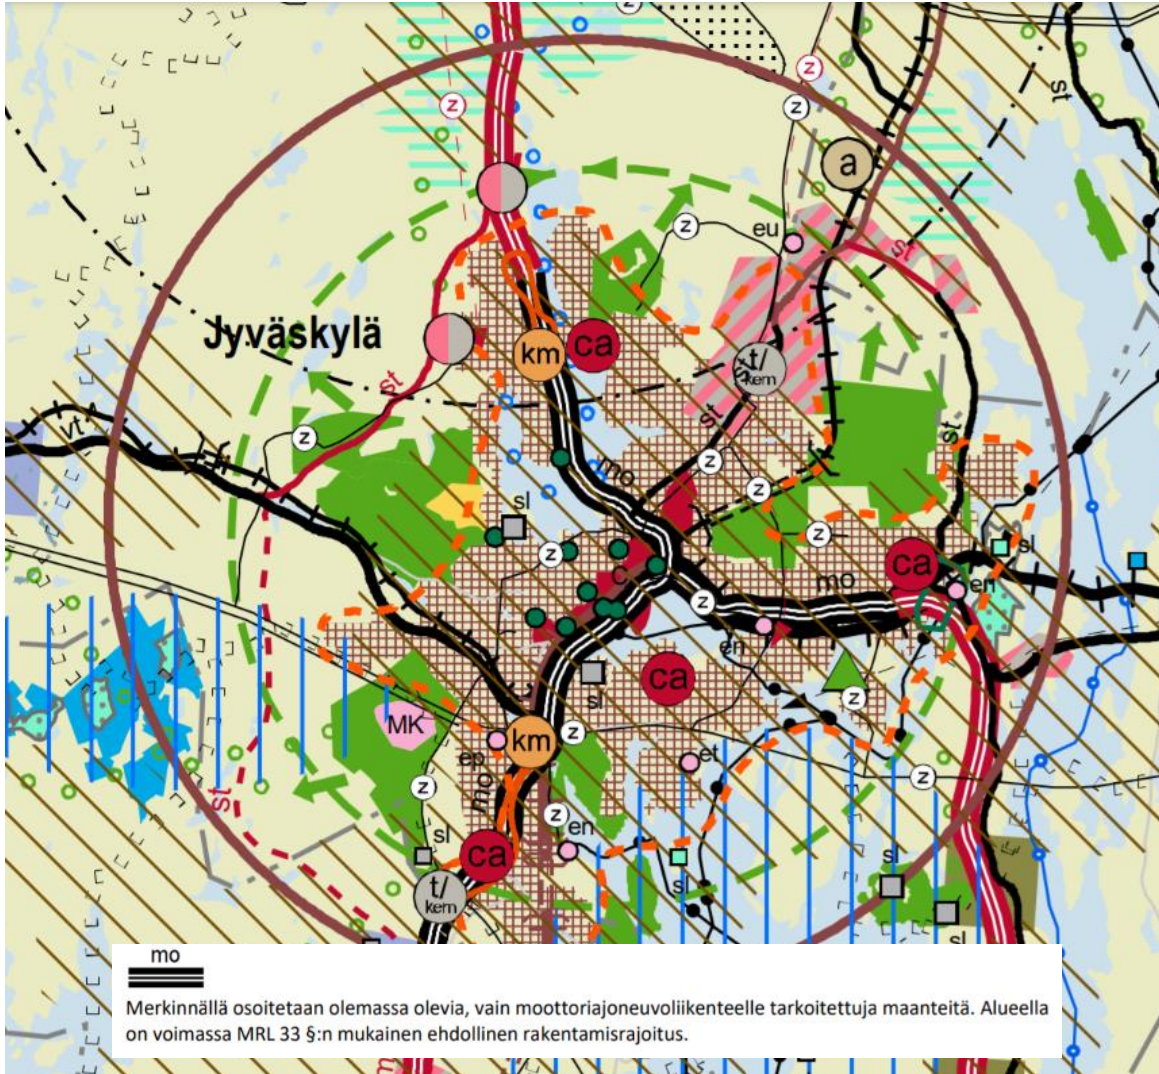 z
z
z
z
st
a
eu
z
st
Jyväskylä
km
ca
t/
kem
st
st
st
vt
z
mo
z
z
st
sl
z
z
c
ca
sl
mo
en
z
en
sl
ca
z
MK
km
z
ep
et
z
st
mo
z
z
en
sl
ca
sl
sl
t/
kem
sl
mo
Merkinnällä osoitetaan olemassa olevia, vain moottoriajoneuvoliikenteelle tarkoitettuja maanteitä. Alueella
on voimassa MRL 33 §:n mukainen ehdollinen rakentamisrajoitus.